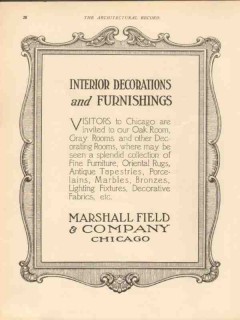 THE ARCHITECTURAL RECORD
INTERIOR DECORATIONS
and FURNISHINGS
VISITORS to Chicago are
invited to our Oak Room,
Gray Rooms and other Dec-
orating Rooms, where may be
seen a splendid collection of
Fine Furniture, Oriental Rugs,
Antique Tapestries, Porce-
lains, Marbles, Bronzes,
Lighting Fixtures, Decorative
Fabrics, etc.
MARSHALL FIELD
& COMPANY
CHICAGO